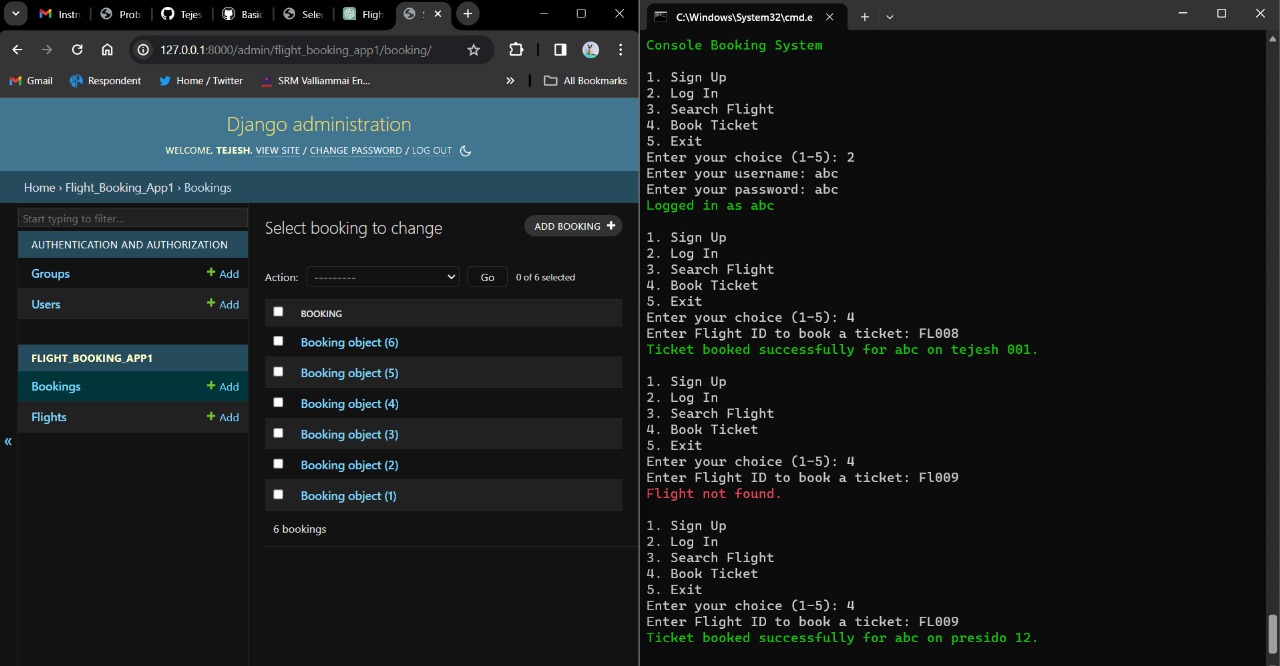 Instr
Prob
Tejes
Basic
Selec
Fligh
S
127.0.0.1:8000/admin/flight_booking_app1/booking/
Gmail
Respondent
Home / Twitter
SRM Valliammai En...
»
All Bookmarks
Django administration
WELCOME, TEJESH. VIEW SITE / CHANGE PASSWORD / LOG OUT
Home › Flight_Booking_App1 › Bookings
Start typing to filter...
AUTHENTICATION AND AUTHORIZATION
Groups + Add
Users + Add
FLIGHT_BOOKING_APP1
Bookings + Add
Flights + Add
«
Select booking to change
ADD BOOKING +
Action: --------- Go 0 of 6 selected
BOOKING
Booking object (6)
Booking object (5)
Booking object (4)
Booking object (3)
Booking object (2)
Booking object (1)
6 bookings
C:\Windows\System32\cmd.e
Console Booking System
1. Sign Up
2. Log In
3. Search Flight
4. Book Ticket
5. Exit
Enter your choice (1-5): 2
Enter your username: abc
Enter your password: abc
Logged in as abc
1. Sign Up
2. Log In
3. Search Flight
4. Book Ticket
5. Exit
Enter your choice (1-5): 4
Enter Flight ID to book a ticket: FL008
Ticket booked successfully for abc on tejesh 001.
1. Sign Up
2. Log In
3. Search Flight
4. Book Ticket
5. Exit
Enter your choice (1-5): 4
Enter Flight ID to book a ticket: Fl009
Flight not found.
1. Sign Up
2. Log In
3. Search Flight
4. Book Ticket
5. Exit
Enter your choice (1-5): 4
Enter Flight ID to book a ticket: FL009
Ticket booked successfully for abc on presido 12.